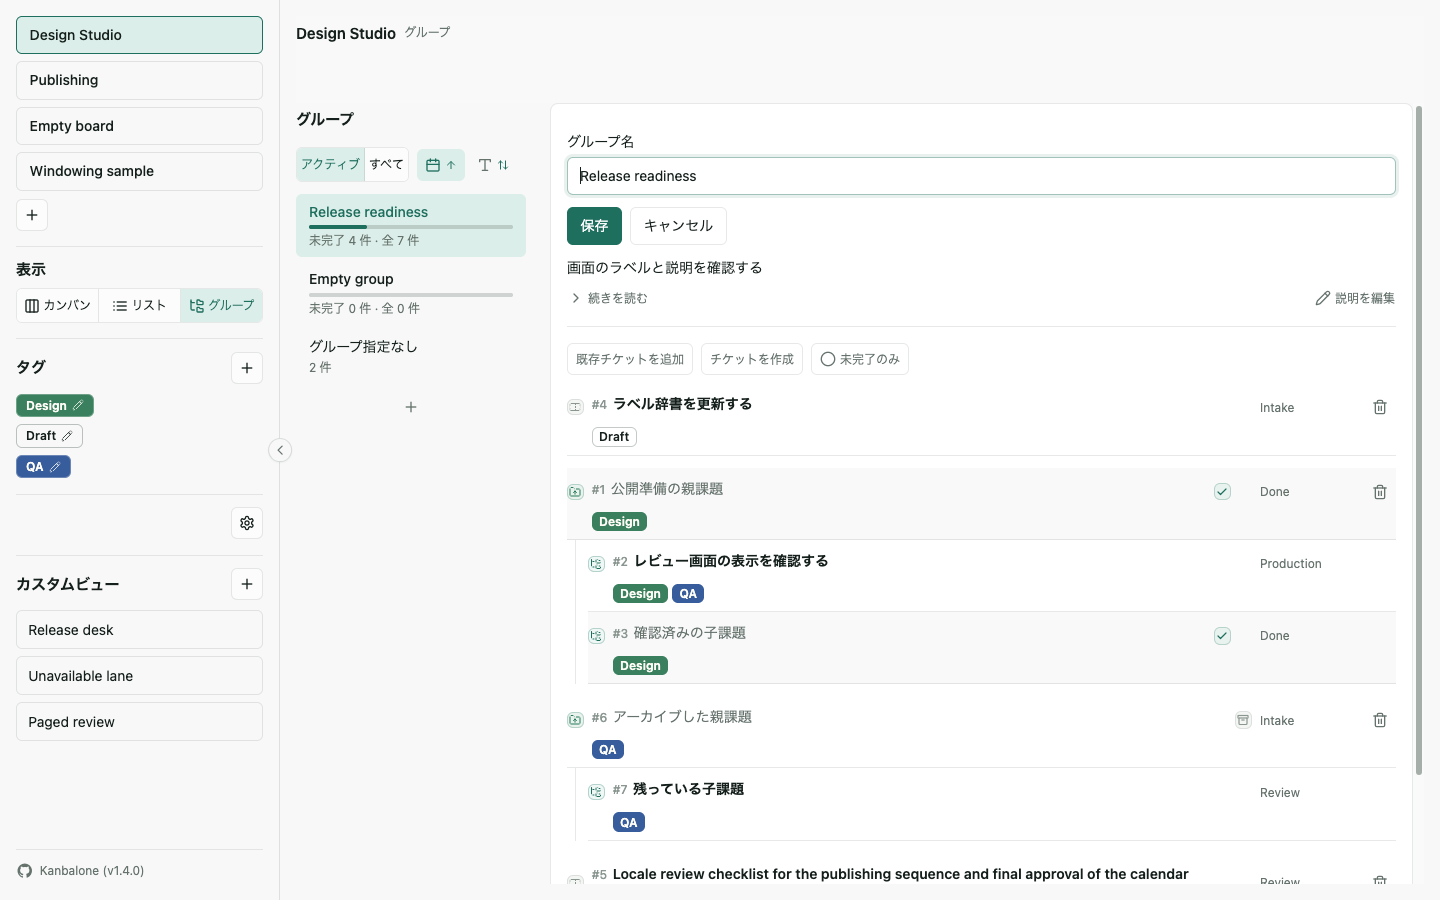 Design Studio
Publishing
Empty board
Windowing sample
表示
カンバン
リスト
グループ
タグ
Design
Draft
QA
カスタムビュー
Release desk
Unavailable lane
Paged review
Kanbalone (v1.4.0)
Design Studio グループ
グループ
アクティブ すべて
Release readiness
未完了 4 件 · 全 7 件
Empty group
未完了 0 件 · 全 0 件
グループ指定なし
2 件
グループ名
Release readiness
保存 キャンセル
画面のラベルと説明を確認する
続きを読む 説明を編集
既存チケットを追加 チケットを作成 未完了のみ
#4 ラベル辞書を更新する Intake
Draft
#1 公開準備の親課題 Done
Design
#2 レビュー画面の表示を確認する Production
Design QA
#3 確認済みの子課題 Done
Design
#6 アーカイブした親課題 Intake
QA
#7 残っている子課題 Review
QA
#5 Locale review checklist for the publishing sequence and final approval of the calendar Review